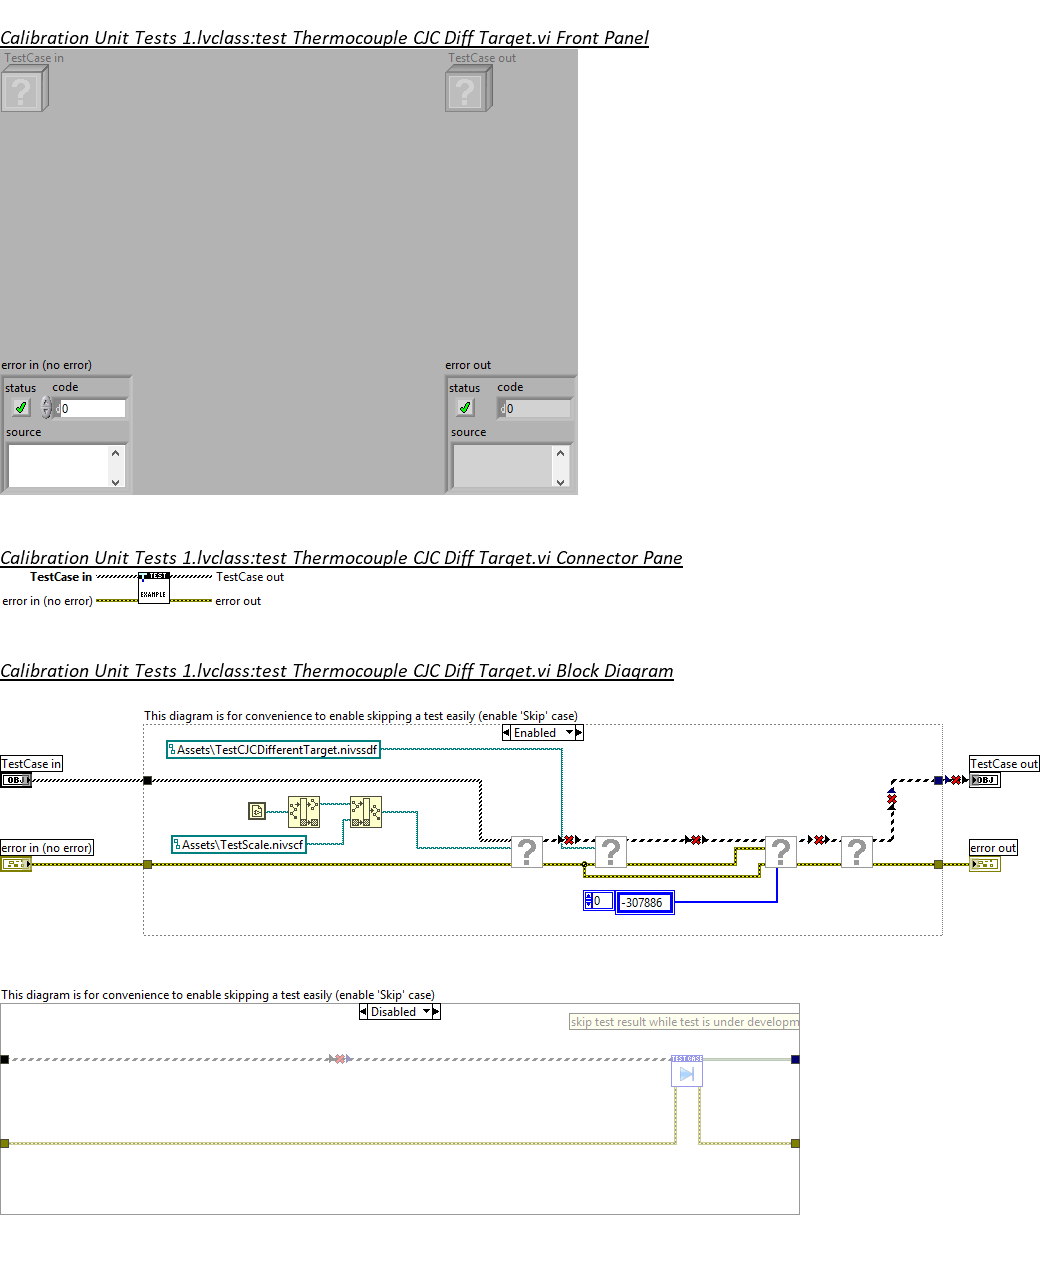 Calibration Unit Tests 1.lvclass:test Thermocouple CJC Diff Target.vi Front Panel
TestCase in
TestCase out
?
?
error in (no error)
error out
status
code
status
code
d0
d0
source
source
Calibration Unit Tests 1.lvclass:test Thermocouple CJC Diff Target.vi Connector Pane
TestCase in
TestCase out
TEST
EXAMPLE
error in (no error)
error out
Calibration Unit Tests 1.lvclass:test Thermocouple CJC Diff Target.vi Block Diagram
This diagram is for convenience to enable skipping a test easily (enable 'Skip' case)
Enabled
Assets\TestCJCDifferentTarget.nivssdf
TestCase in
TestCase out
OBJ
OBJ
Assets\TestScale.nivscf
error in (no error)
error out
?
?
?
?
0
-307886
This diagram is for convenience to enable skipping a test easily (enable 'Skip' case)
Disabled
skip test result while test is under developm
TEST CASE